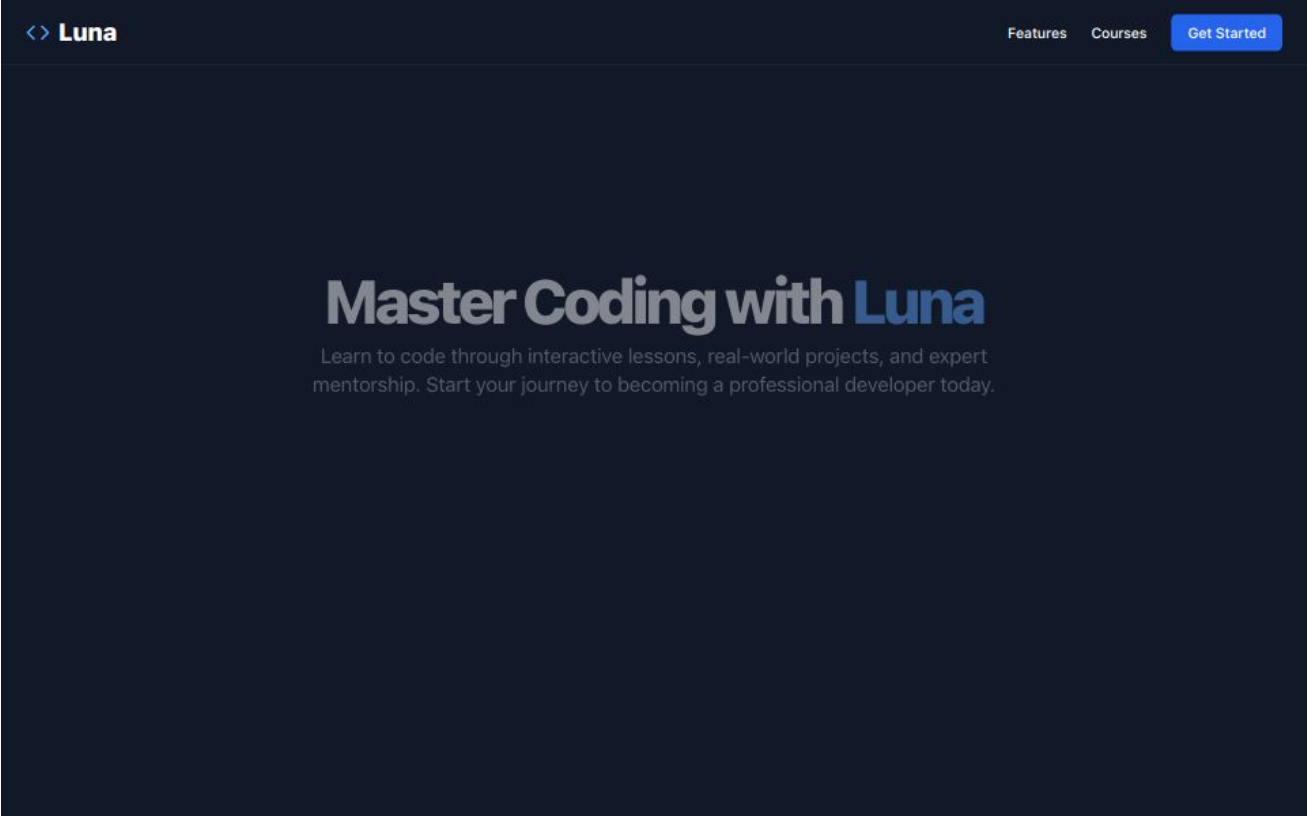 Luna
Features
Courses
Get Started
Master Coding with Luna
Learn to code through interactive lessons, real-world projects, and expert
mentorship. Start your journey to becoming a professional developer today.